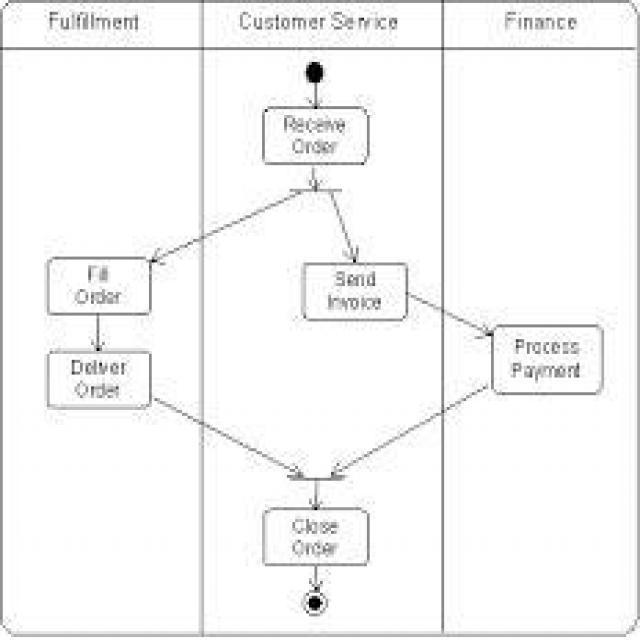 Fulfillment
Customer Service
Finance
Receive
Order
Fill
Order
Send
Invoice
Process
Payment
Deliver
Order
Close
Order